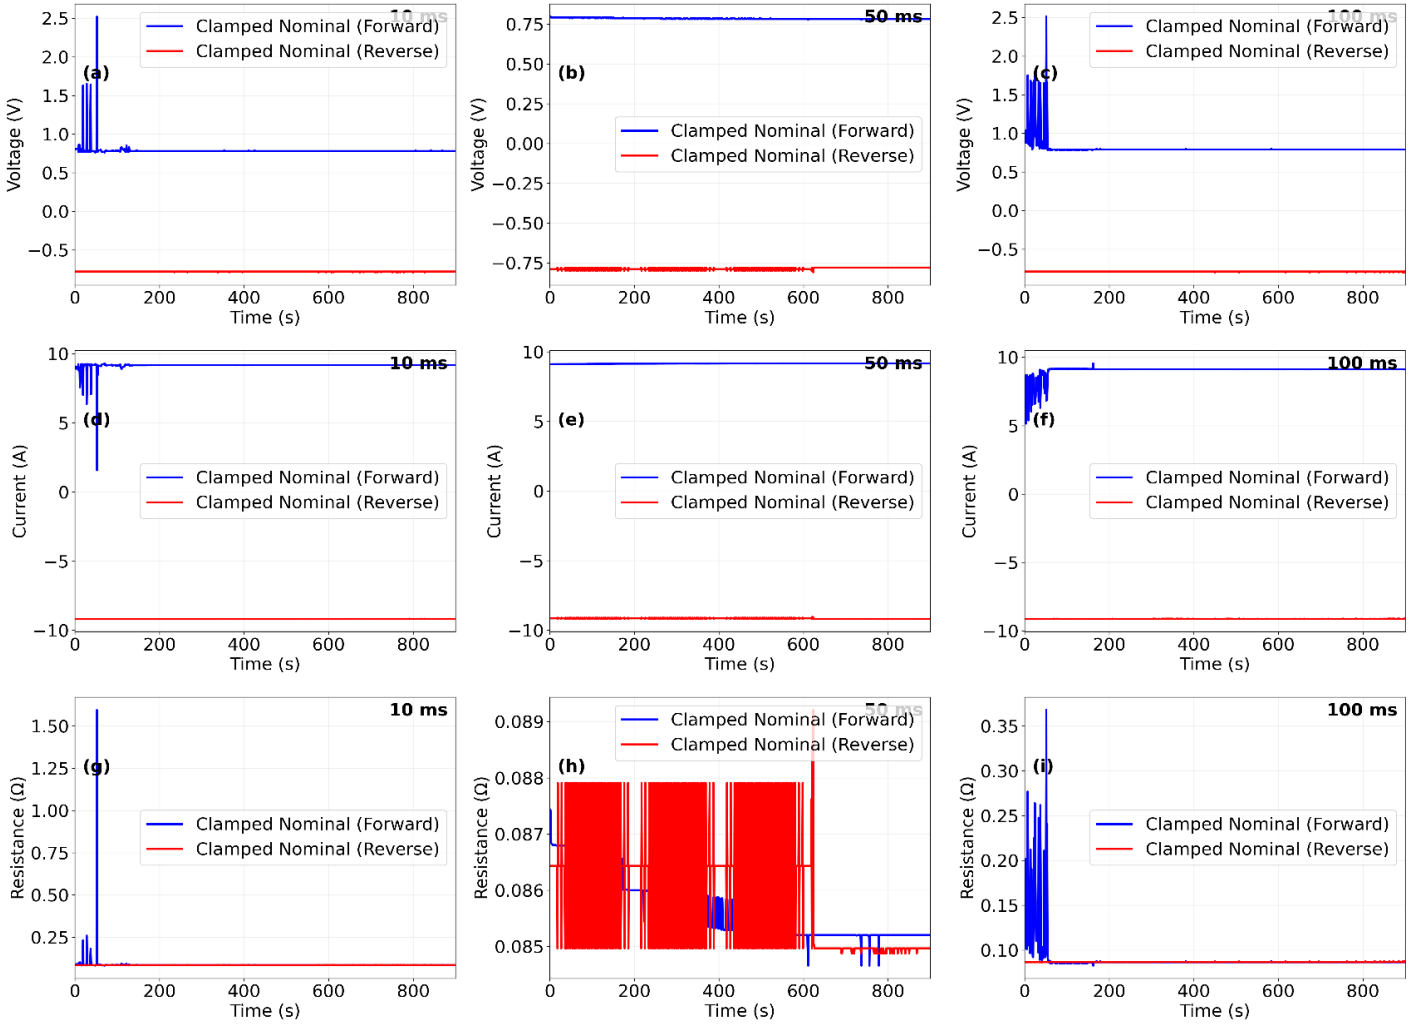 10 ms
Clamped Nominal (Forward)
Clamped Nominal (Reverse)
(a)
2.5
2.0
1.5
1.0
0.5
0.0
−0.5
Voltage (V)
0 200 400 600 800
Time (s)
50 ms
(b)
Clamped Nominal (Forward)
Clamped Nominal (Reverse)
0.75
0.50
0.25
0.00
−0.25
−0.50
−0.75
Voltage (V)
0 200 400 600 800
Time (s)
100 ms
Clamped Nominal (Forward)
Clamped Nominal (Reverse)
(c)
2.5
2.0
1.5
1.0
0.5
0.0
−0.5
Voltage (V)
0 200 400 600 800
Time (s)
10 ms
(d)
Clamped Nominal (Forward)
Clamped Nominal (Reverse)
10
5
0
−5
−10
Current (A)
0 200 400 600 800
Time (s)
50 ms
(e)
Clamped Nominal (Forward)
Clamped Nominal (Reverse)
10
5
0
−5
−10
Current (A)
0 200 400 600 800
Time (s)
100 ms
(f)
Clamped Nominal (Forward)
Clamped Nominal (Reverse)
10
5
0
−5
−10
Current (A)
0 200 400 600 800
Time (s)
10 ms
(g)
Clamped Nominal (Forward)
Clamped Nominal (Reverse)
1.50
1.25
1.00
0.75
0.50
0.25
Resistance (Ω)
0 200 400 600 800
Time (s)
50 ms
Clamped Nominal (Forward)
Clamped Nominal (Reverse)
(h)
0.089
0.088
0.087
0.086
0.085
Resistance (Ω)
0 200 400 600 800
Time (s)
100 ms
(i)
Clamped Nominal (Forward)
Clamped Nominal (Reverse)
0.35
0.30
0.25
0.20
0.15
0.10
Resistance (Ω)
0 200 400 600 800
Time (s)